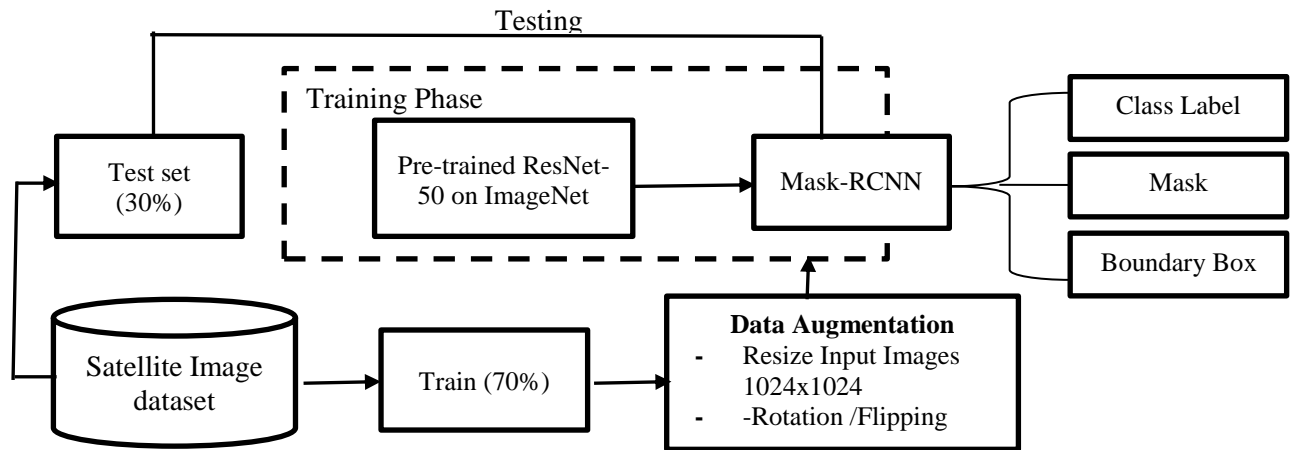 Testing
Training Phase
Test set
(30%)
Pre-trained ResNet-
50 on ImageNet
Mask-RCNN
Class Label
Mask
Boundary Box
Satellite Image
dataset
Train (70%)
Data Augmentation
- Resize Input Images
1024x1024
- -Rotation /Flipping